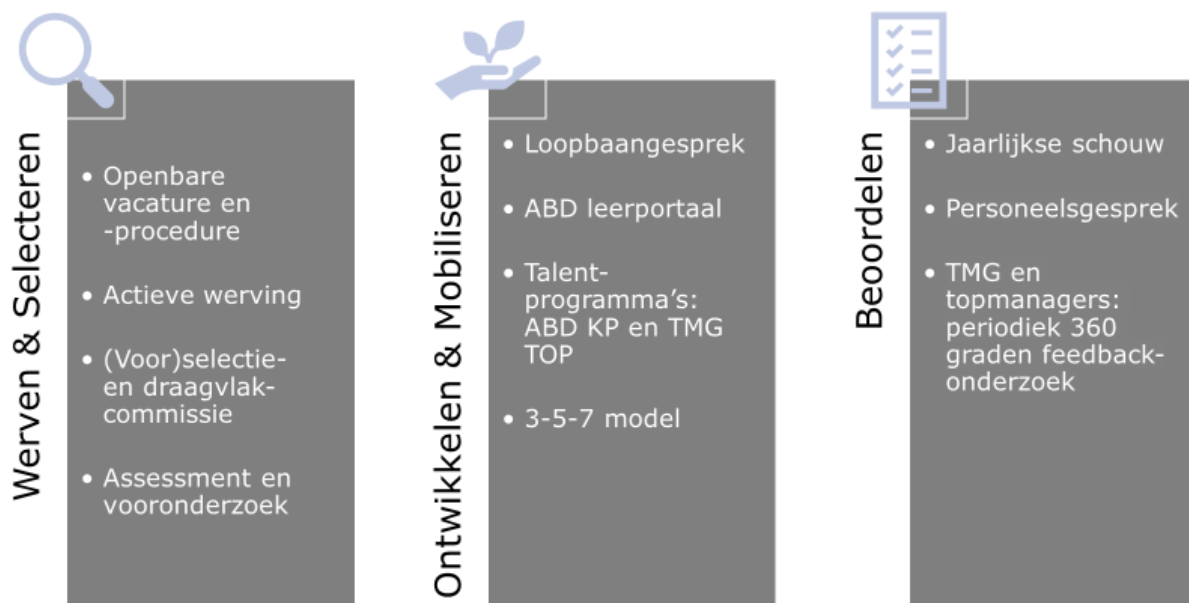 Werven & Selecteren
• Openbare
vacature en
-procedure
• Actieve werving
• (Voor)selectie-
en draagvlak-
commissie
• Assessment en
vooronderzoek
Ontwikkelen & Mobiliseren
• Loopbaangesprek
• ABD leerportaal
• Talent-
programma's:
ABD KP en TMG
TOP
• 3-5-7 model
Beoordelen
• Jaarlijkse schouw
• Personeelsgesprek
• TMG en
topmanagers:
periodiek 360
graden feedback-
onderzoek